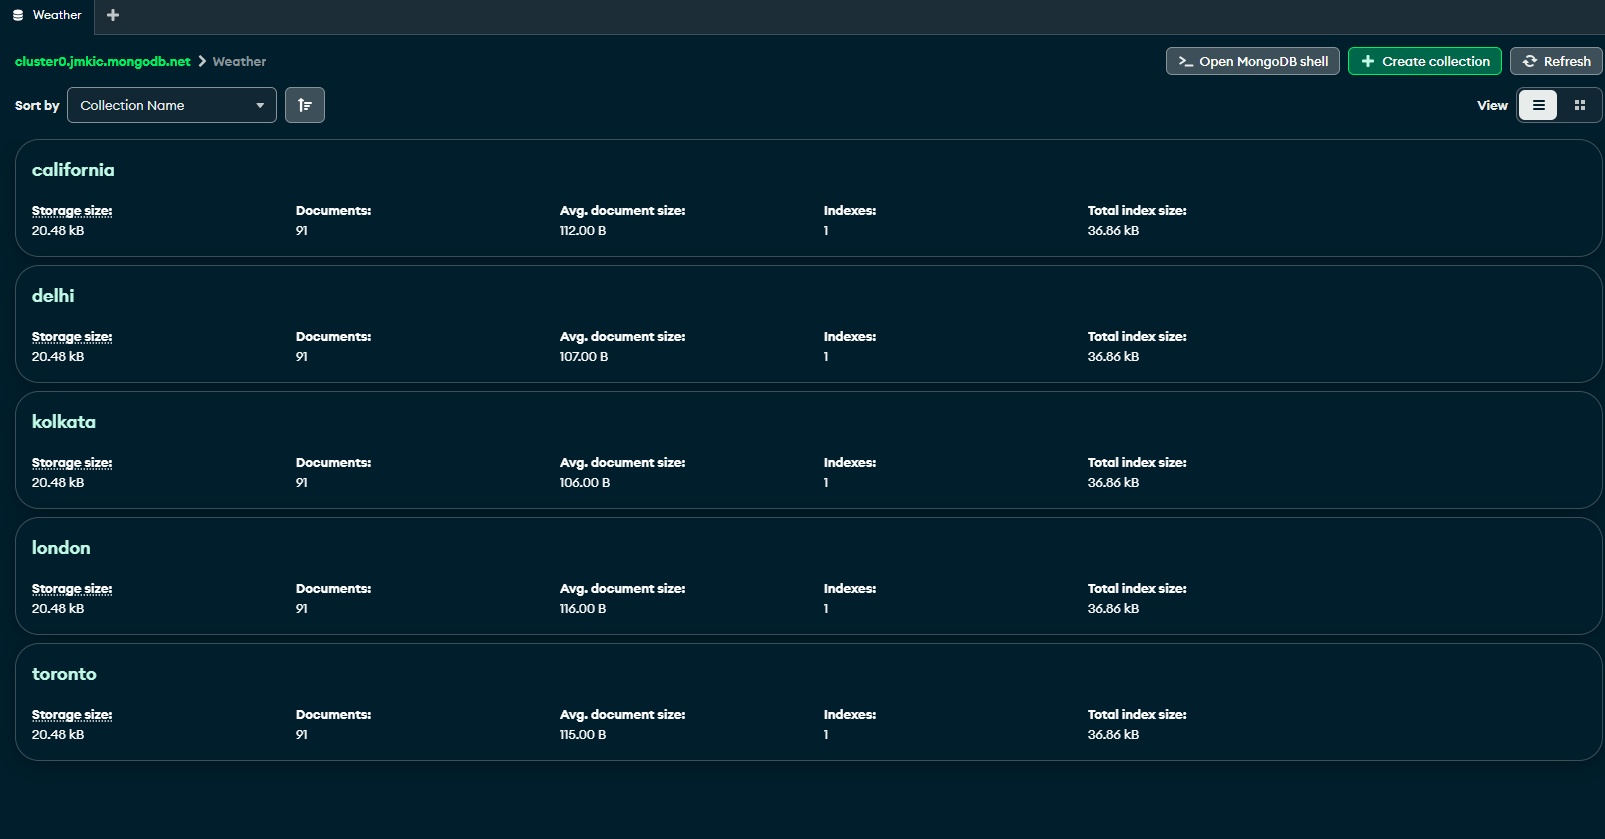 Weather
cluster0.jmkic.mongodb.net Weather
Open MongoDB shell Create collection Refresh
Sort by Collection Name View
california
Storage size: Documents: Avg. document size: Indexes: Total index size:
20.48 kB 91 112.00 B 1 36.86 kB
delhi
Storage size: Documents: Avg. document size: Indexes: Total index size:
20.48 kB 91 107.00 B 1 36.86 kB
kolkata
Storage size: Documents: Avg. document size: Indexes: Total index size:
20.48 kB 91 106.00 B 1 36.86 kB
london
Storage size: Documents: Avg. document size: Indexes: Total index size:
20.48 kB 91 116.00 B 1 36.86 kB
toronto
Storage size: Documents: Avg. document size: Indexes: Total index size:
20.48 kB 91 115.00 B 1 36.86 kB